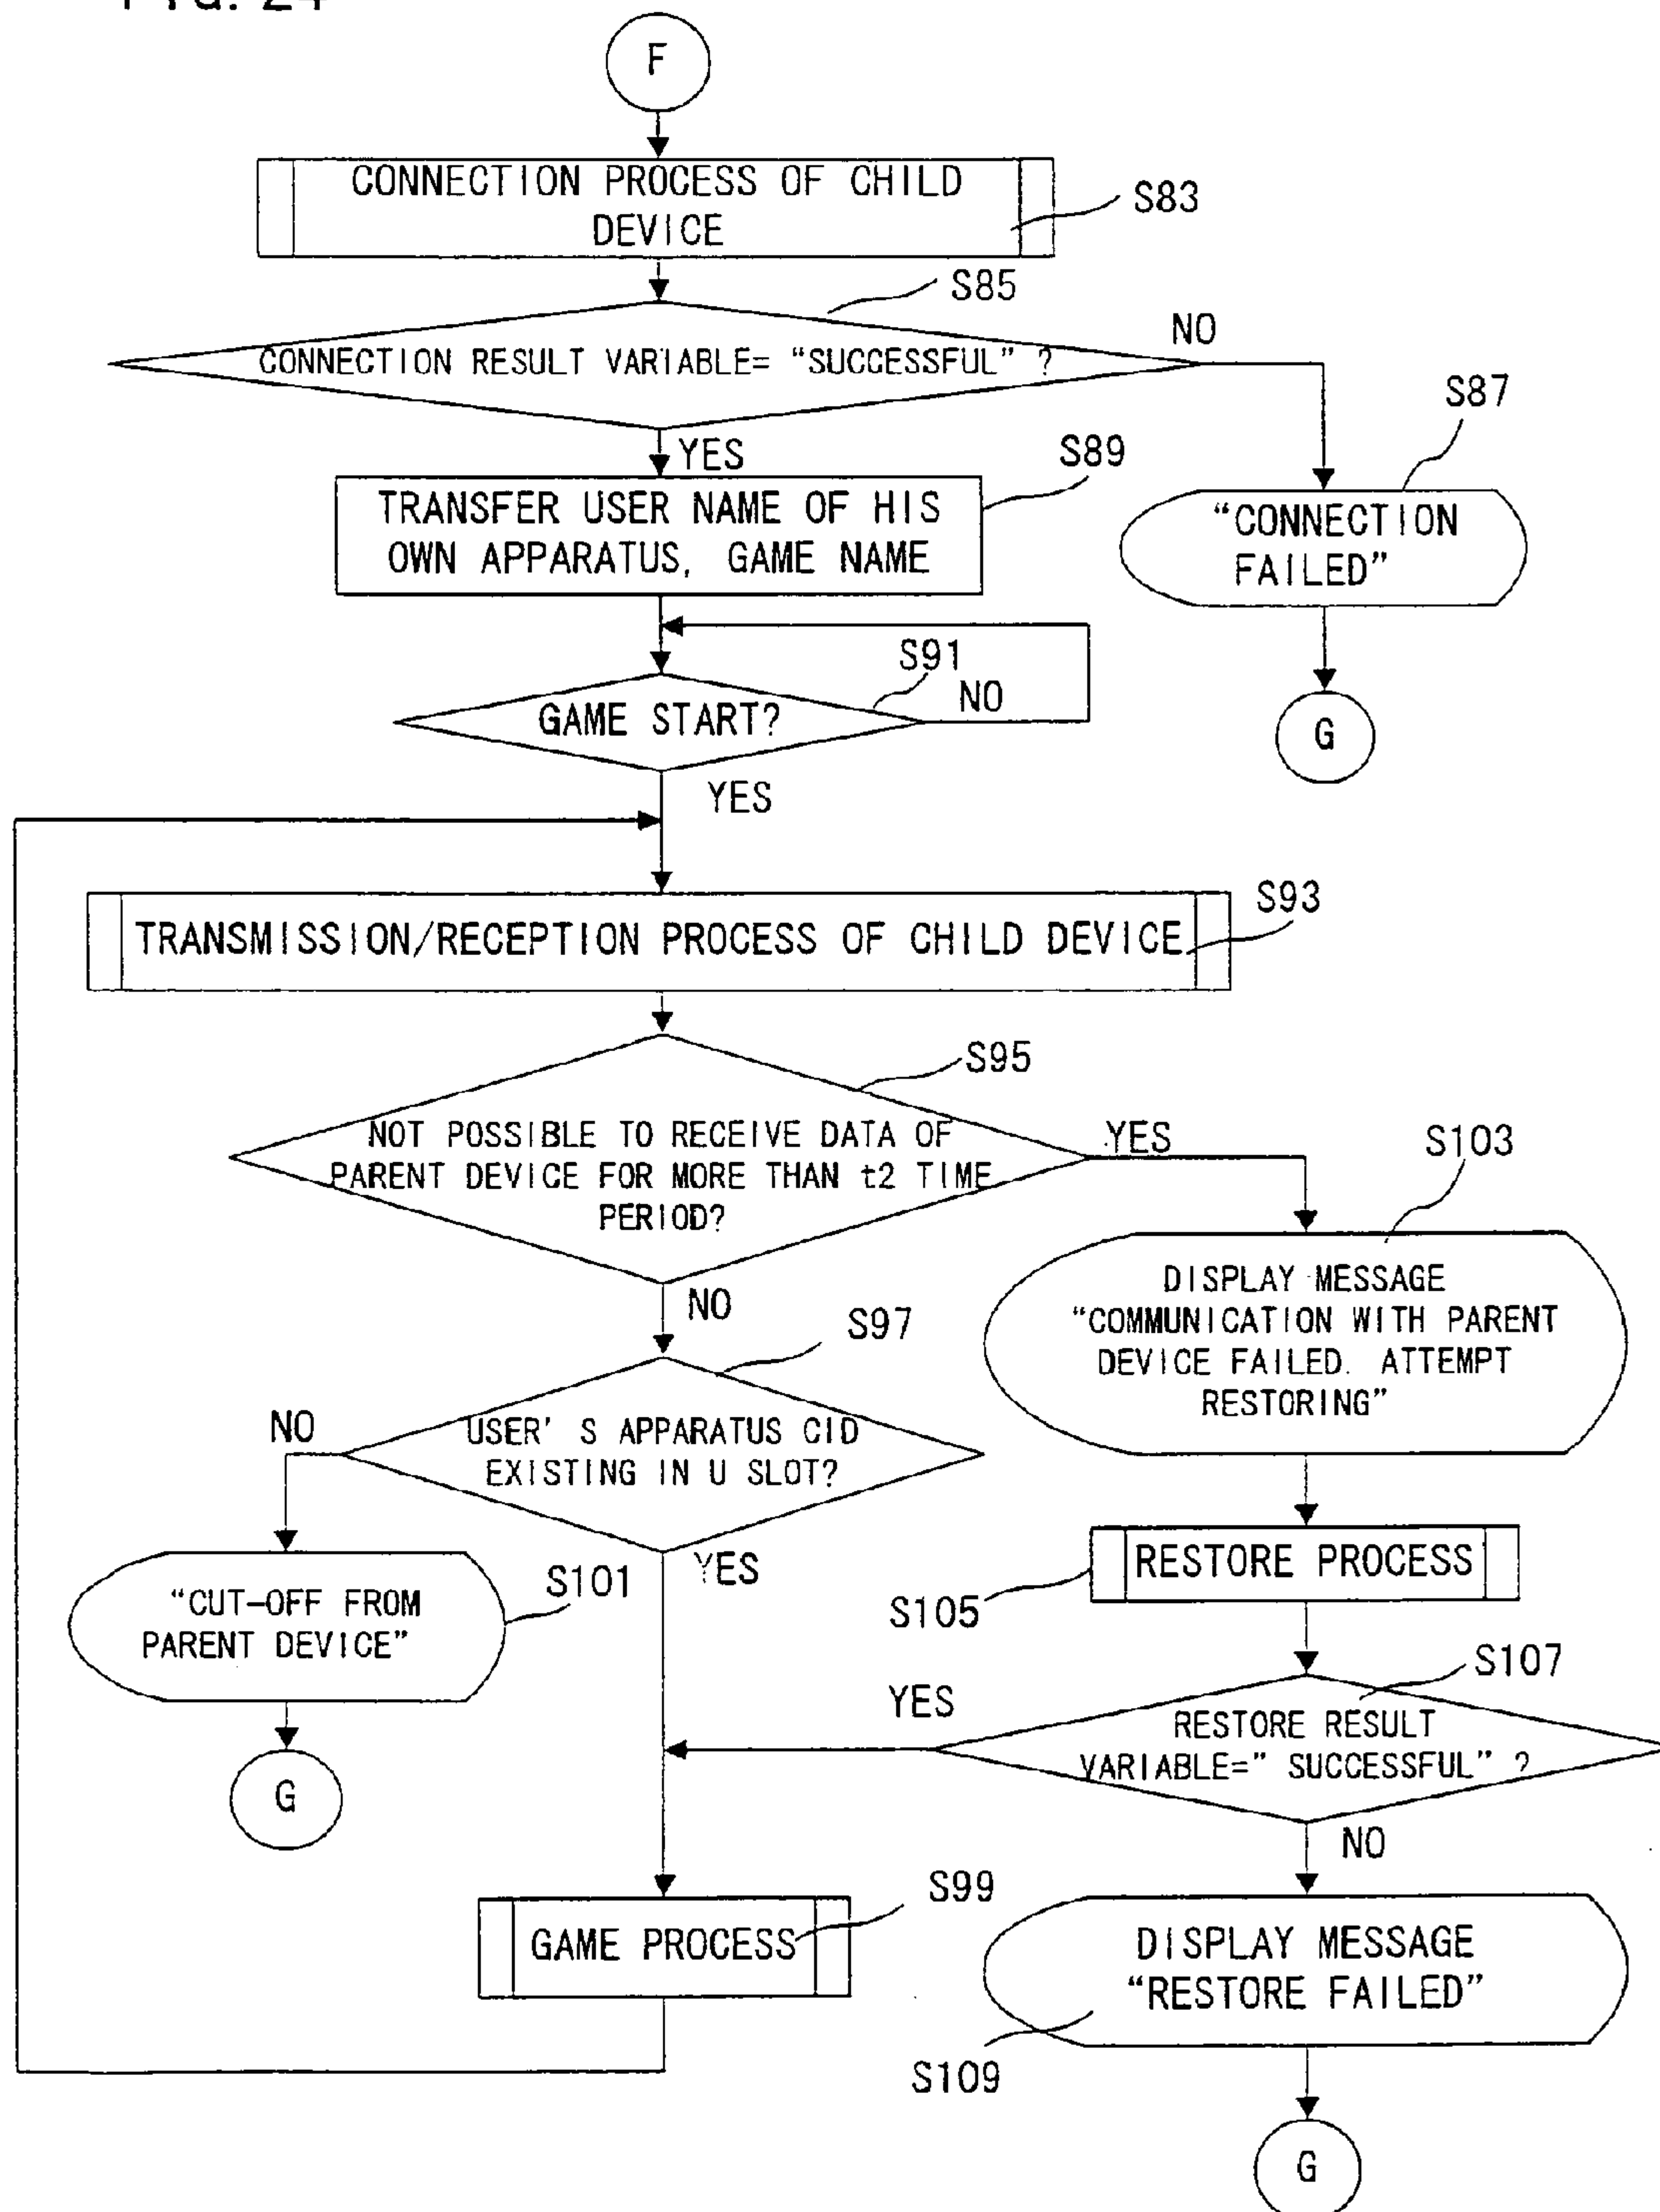 F
CONNECTION PROCESS OF CHILD
DEVICE
S83
S85
CONNECTION RESULT VARIABLE= “SUCCESSFUL” ?
NO
S87
YES
S89
TRANSFER USER NAME OF HIS
OWN APPARATUS, GAME NAME
“CONNECTION
FAILED”
S91
NO
GAME START?
G
YES
TRANSMISSION/RECEPTION PROCESS OF CHILD DEVICE
S93
S95
NOT POSSIBLE TO RECEIVE DATA OF
PARENT DEVICE FOR MORE THAN t2 TIME
PERIOD?
YES
S103
NO
DISPLAY MESSAGE
“COMMUNICATION WITH PARENT
DEVICE FAILED. ATTEMPT
RESTORING”
S97
NO
USER' S APPARATUS CID
EXISTING IN U SLOT?
YES
S101
“CUT-OFF FROM
PARENT DEVICE”
RESTORE PROCESS
S105
S107
YES
RESTORE RESULT
VARIABLE=” SUCCESSFUL” ?
G
NO
S99
GAME PROCESS
DISPLAY MESSAGE
“RESTORE FAILED”
S109
G